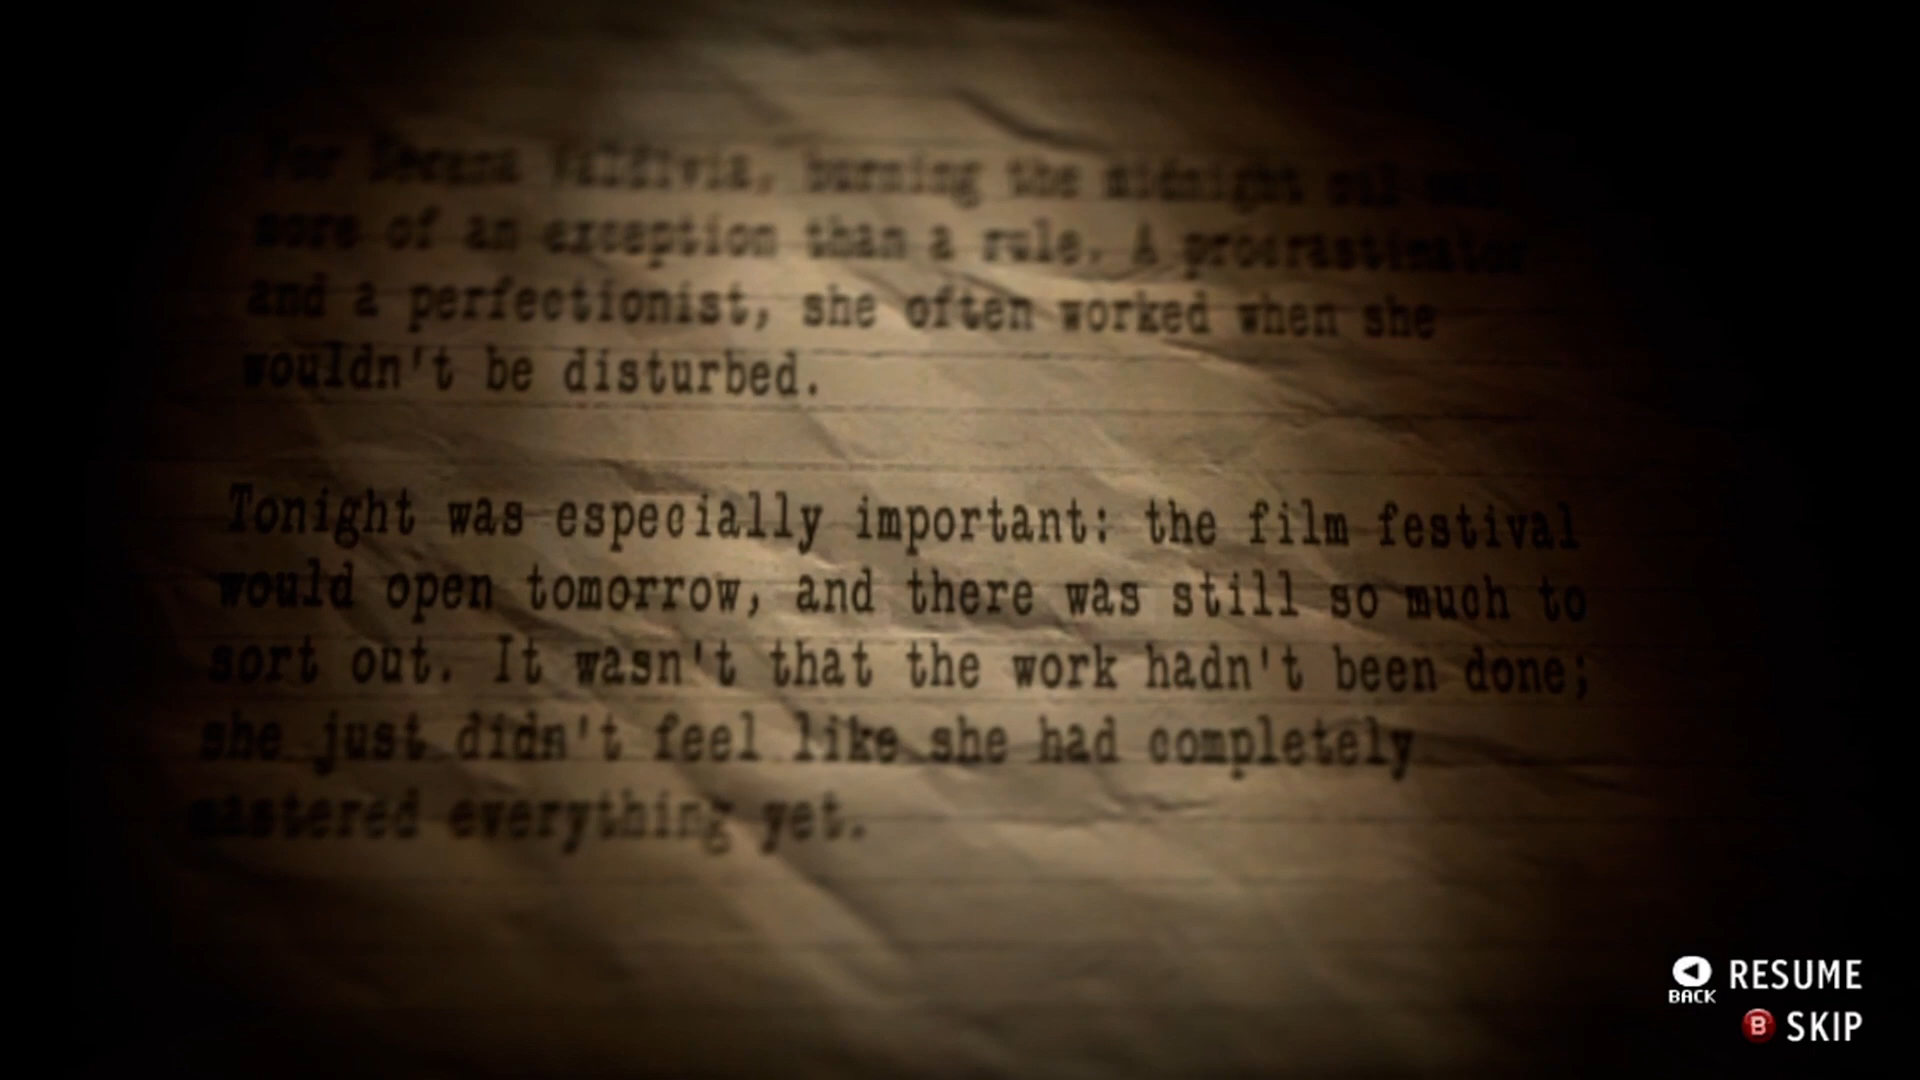 For Serena Valdivia, burning the midnight oil was
more of an exception than a rule. A procrastinator
and a perfectionist, she often worked when she
wouldn't be disturbed.
Tonight was especially important: the film festival
would open tomorrow, and there was still so much to
sort out. It wasn't that the work hadn't been done;
she just didn't feel like she had completely
mastered everything yet.
BACK RESUME
B SKIP